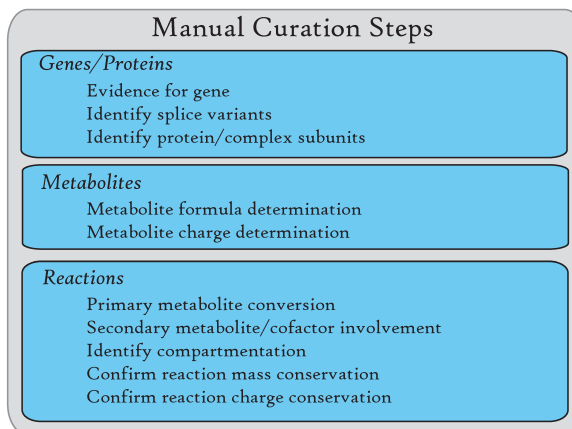 Manual Curation Steps
Genes/Proteins
Evidence for gene
Identify splice variants
Identify protein/complex subunits
Metabolites
Metabolite formula determination
Metabolite charge determination
Reactions
Primary metabolite conversion
Secondary metabolite/cofactor involvement
Identify compartmentation
Confirm reaction mass conservation
Confirm reaction charge conservation